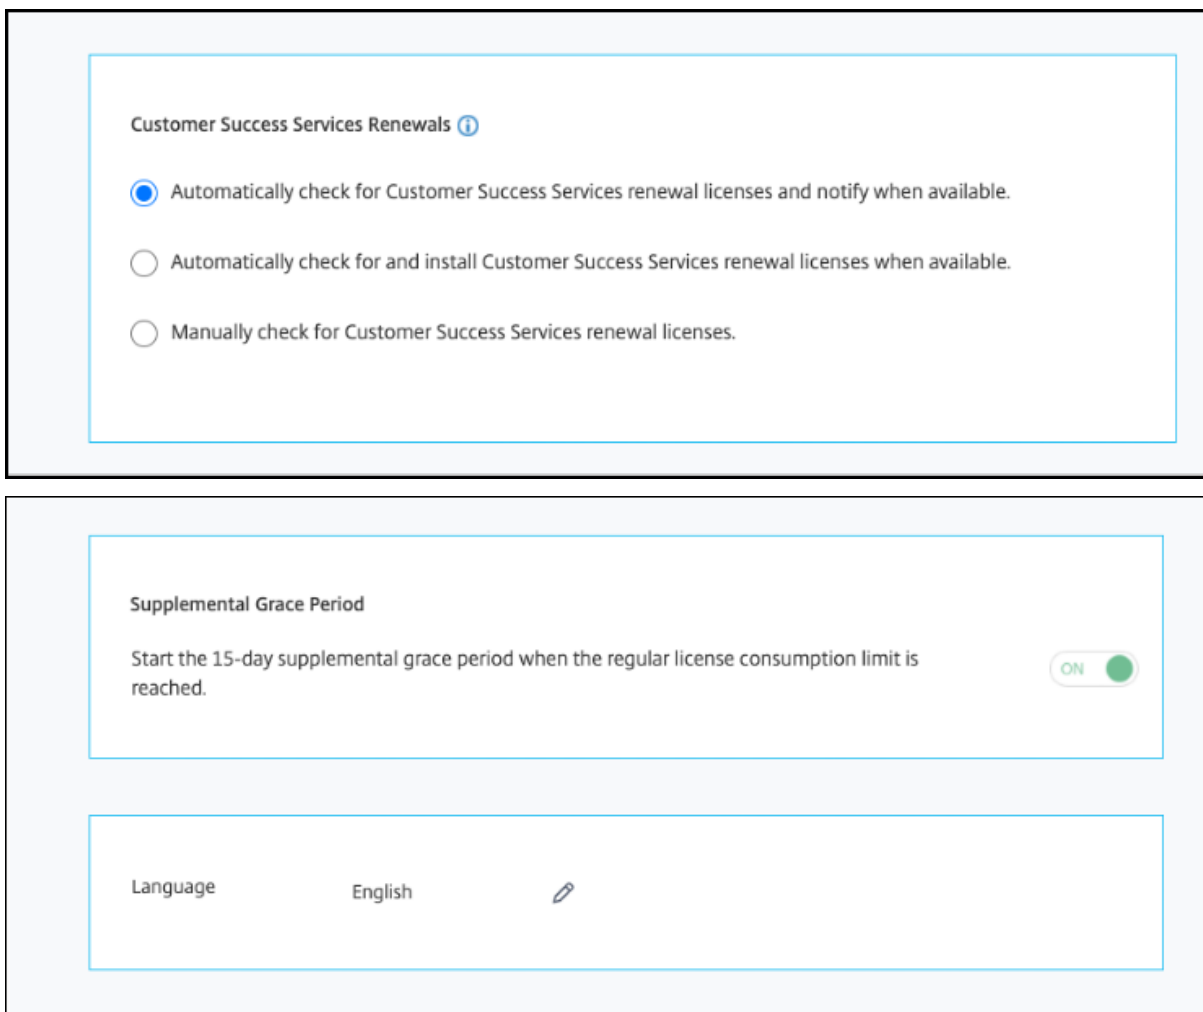 Customer Success Services Renewals
Automatically check for Customer Success Services renewal licenses and notify when available.
Automatically check for and install Customer Success Services renewal licenses when available.
Manually check for Customer Success Services renewal licenses.
Supplemental Grace Period
Start the 15-day supplemental grace period when the regular license consumption limit is
reached.
ON
Language
English